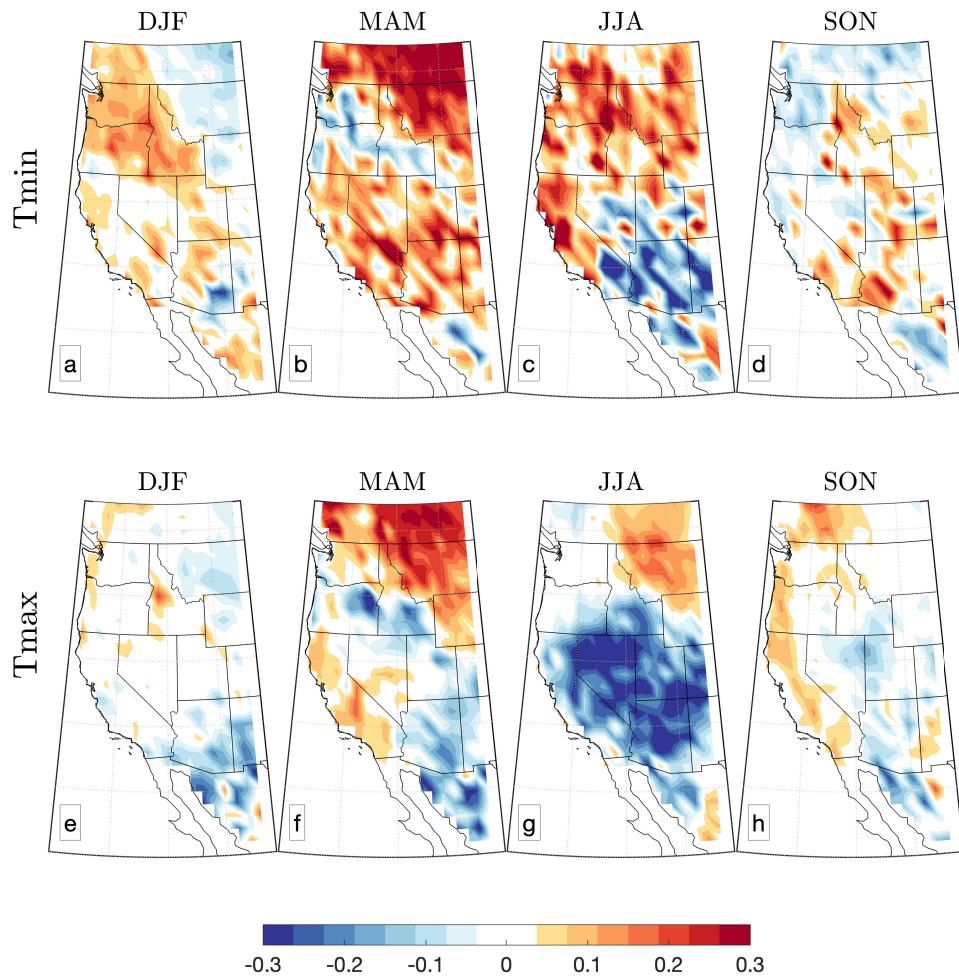 DJF MAM JJA SON
Tmin
a b c d
DJF MAM JJA SON
Tmax
e f g h
-0.3 -0.2 -0.1 0 0.1 0.2 0.3